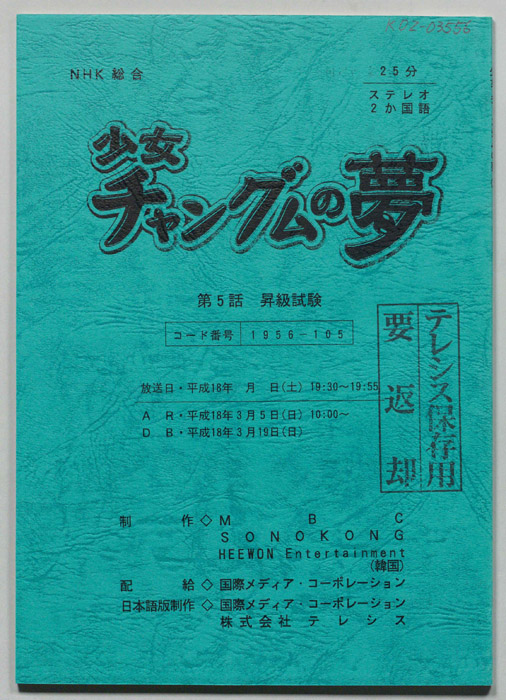 K02-03556
NHK 総合
25分
ステレオ
2か国語
少女
チャングムの夢
第5話 昇級試験
コード番号 1956-105
放送日・平成18年 月 日(土) 19:30~19:55
A R・平成18年3月5日(日) 10:00~
D B・平成18年3月19日(日)
テレシス保存用
要返却
制 作◇M B C
SONOKONG
HEEWON Entertainment
(韓国)
配 給◇国際メディア・コーポレーション
日本語版制作◇国際メディア・コーポレーション
株式会社 テレシス